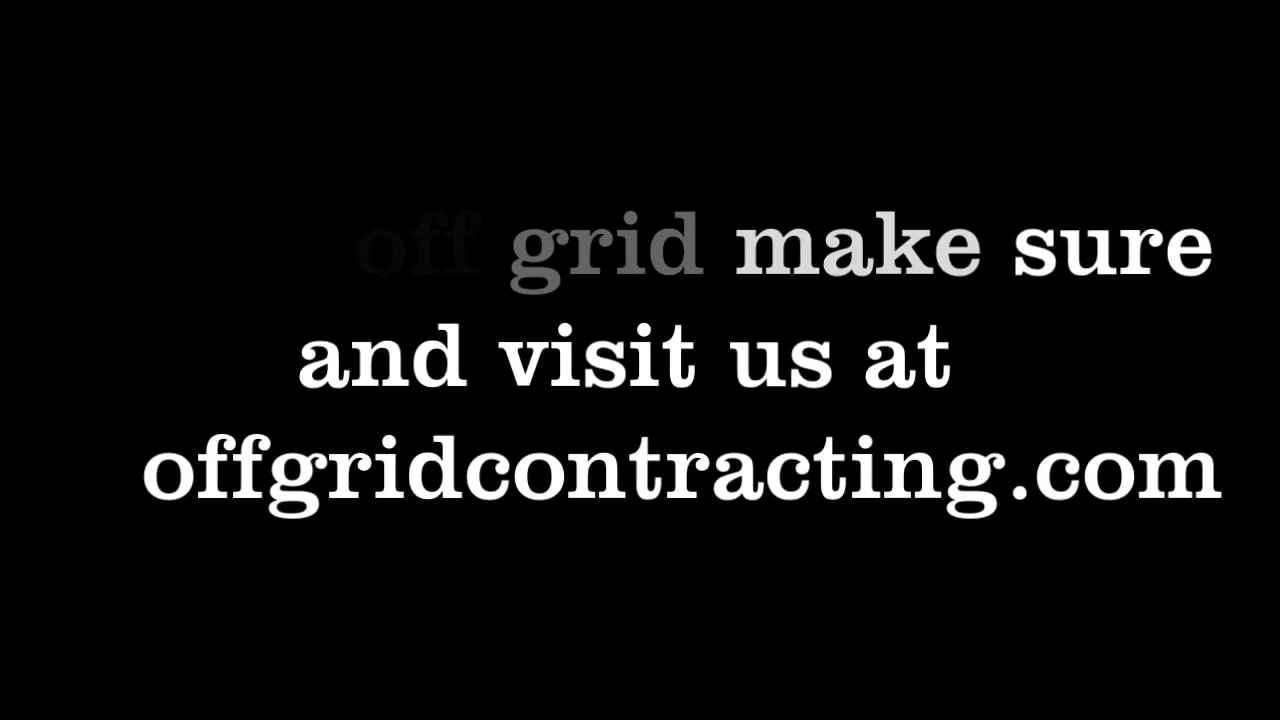 off grid make sure
and visit us at
offgridcontracting.com